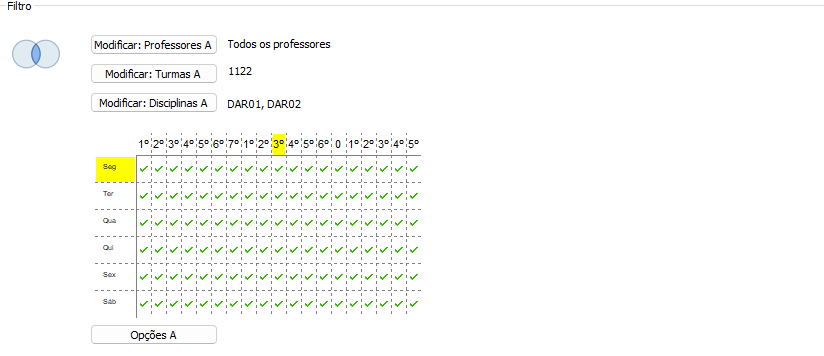 Filtro
Modificar: Professores A Todos os professores
Modificar: Turmas A 1122
Modificar: Disciplinas A DAR01, DAR02
1º 2º 3º 4º 5º 6º 7º 1º 2º 3º 4º 5º 6º 0 1º 2º 3º 4º 5º
Seg
Ter
Qua
Qui
Sex
Sáb
Opções A